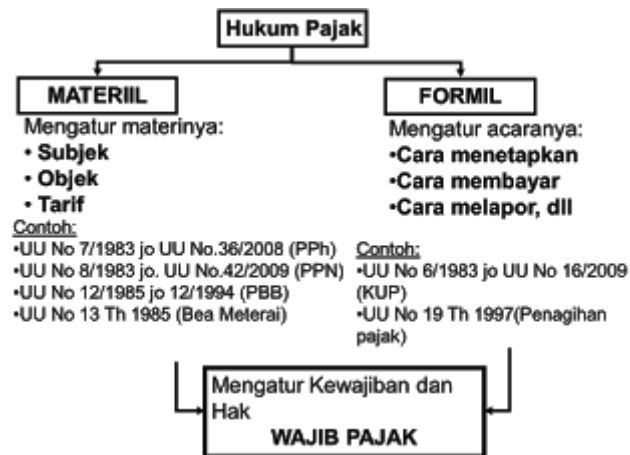 Hukum Pajak
MATERIIL
Mengatur materinya:
• Subjek
• Objek
• Tarif
Contoh:
•UU No 7/1983 jo UU No.36/2008 (PPh)
•UU No 8/1983 jo. UU No.42/2009 (PPN)
•UU No 12/1985 jo 12/1994 (PBB)
•UU No 13 Th 1985 (Bea Meterai)
FORMIL
Mengatur acaranya:
•Cara menetapkan
•Cara membayar
•Cara melapor, dll
Contoh:
•UU No 6/1983 jo UU No 16/2009
(KUP)
•UU No 19 Th 1997(Penagihan
pajak)
Mengatur Kewajiban dan
Hak
WAJIB PAJAK